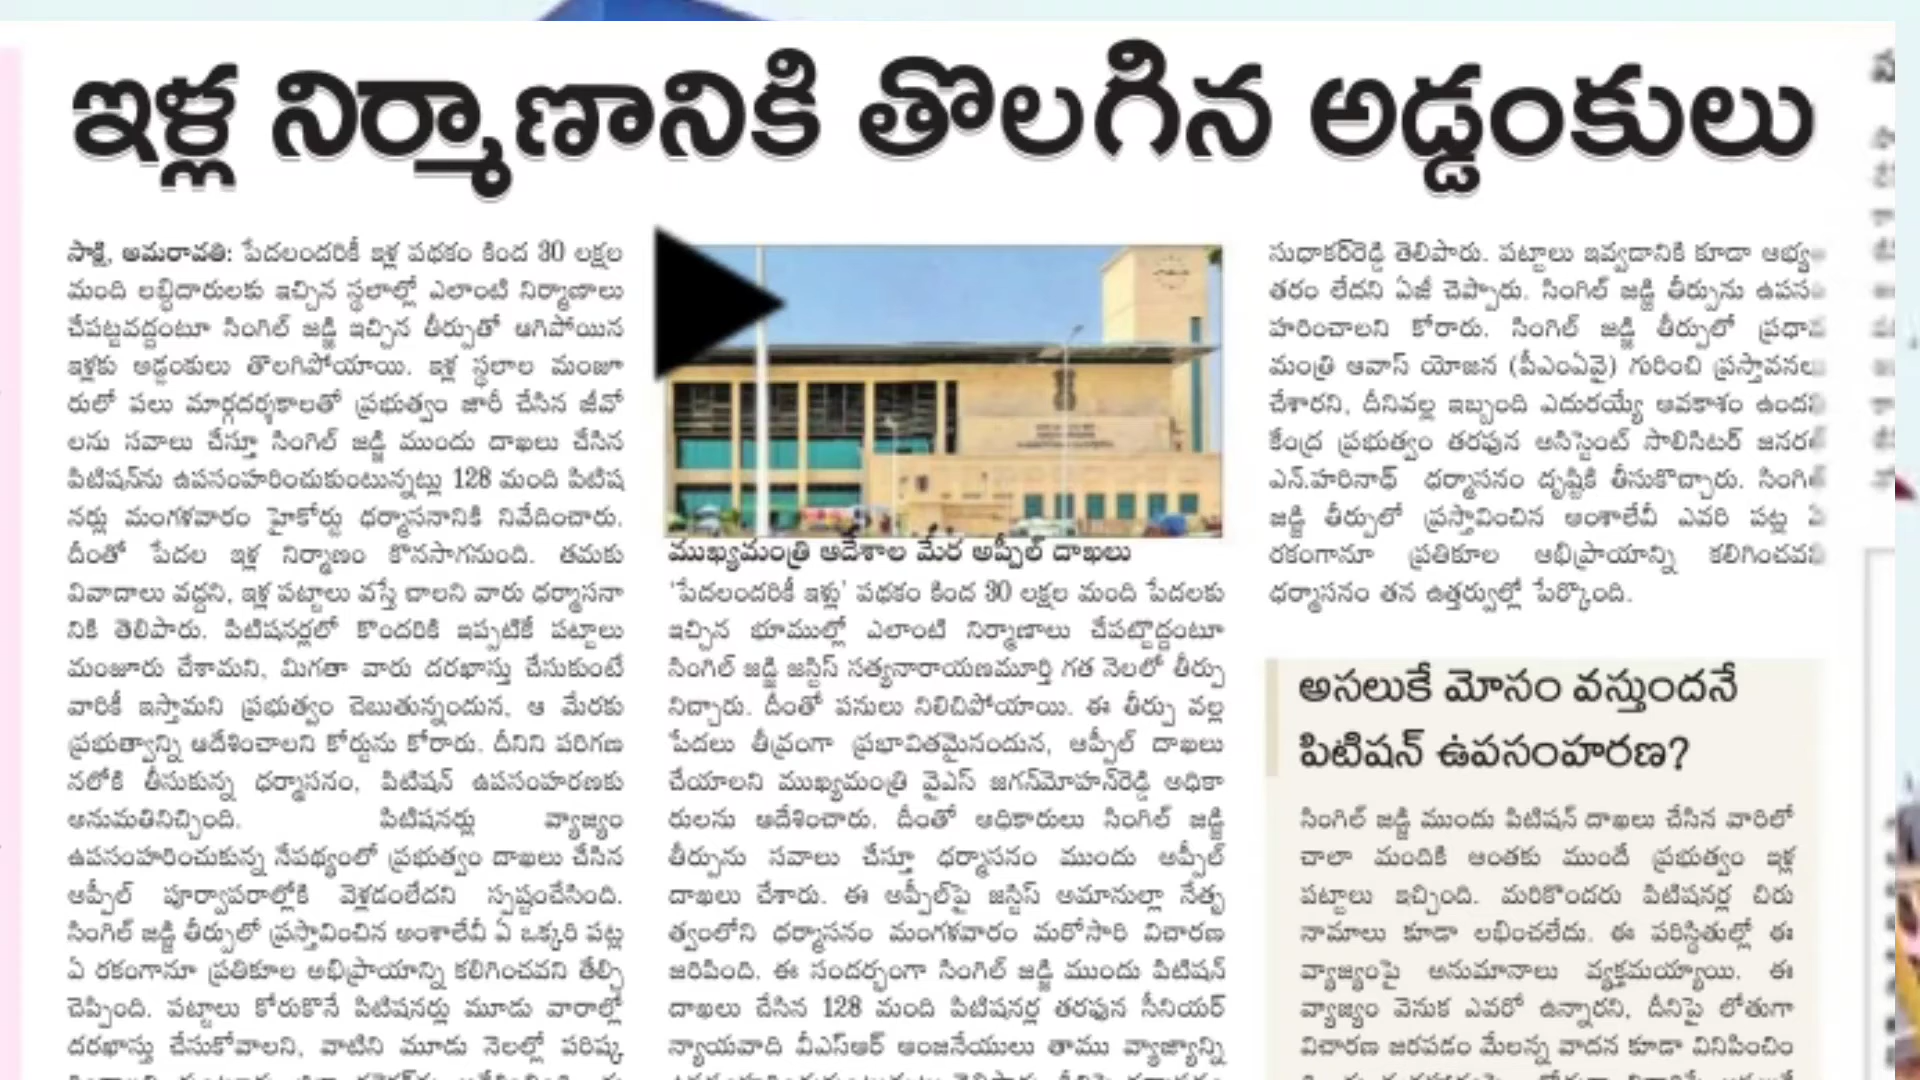 ఇళ్ల నిర్మాణానికి తొలగిన అడ్డంకులు
సాక్షి, అమరావతి: పేదలందరికీ ఇళ్ల పథకం కింద 30 లక్షల
మంది లబ్ధిదారులకు ఇచ్చిన స్థలాల్లో ఎలాంటి నిర్మాణాలు
చేపట్టవద్దంటూ సింగిల్ జడ్జి ఇచ్చిన తీర్పుతో ఆగిపోయిన
ఇళ్లకు అడ్డంకులు తొలగిపోయాయి. ఇళ్ల స్థలాల మంజూ
రులో పలు మార్గదర్శకాలతో ప్రభుత్వం జారీ చేసిన జీవో
లను సవాలు చేస్తూ సింగిల్ జడ్జి ముందు దాఖలు చేసిన
పిటిషన్‌ను ఉపసంహరించుకుంటున్నట్లు 128 మంది పిటిష
నర్లు మంగళవారం హైకోర్టు ధర్మాసనానికి నివేదించారు.
దీంతో పేదల ఇళ్ల నిర్మాణం కొనసాగనుంది. తమకు
వివాదాలు వద్దని, ఇళ్ల పట్టాలు వస్తే చాలని వారు ధర్మాసనా
నికి తెలిపారు. పిటిషనర్లలో కొందరికి ఇప్పటికే పట్టాలు
మంజూరు చేశామని, మిగతా వారు దరఖాస్తు చేసుకుంటే
వారికీ ఇస్తామని ప్రభుత్వం చెబుతున్నందున, ఆ మేరకు
ప్రభుత్వాన్ని ఆదేశించాలని కోర్టును కోరారు. దీనిని పరిగణ
నలోకి తీసుకున్న ధర్మాసనం, పిటిషన్ ఉపసంహరణకు
అనుమతినిచ్చింది. పిటిషనర్లు వ్యాజ్యం
ఉపసంహరించుకున్న నేపథ్యంలో ప్రభుత్వం దాఖలు చేసిన
అప్పీల్ పూర్వాపరాల్లోకి వెళ్లడంలేదని స్పష్టంచేసింది.
సింగిల్ జడ్జి తీర్పులో ప్రస్తావించిన అంశాలేవీ ఏ ఒక్కరి పట్ల
ఏ రకంగానూ ప్రతికూల అభిప్రాయాన్ని కలిగించవని తేల్చి
చెప్పింది. పట్టాలు కోరుకొనే పిటిషనర్లు మూడు వారాల్లో
దరఖాస్తు చేసుకోవాలని, వాటిని మూడు నెలల్లో పరిష్క
ముఖ్యమంత్రి ఆదేశాల మేర అప్పీల్ దాఖలు
‘పేదలందరికీ ఇళ్లు’ పథకం కింద 30 లక్షల మంది పేదలకు
ఇచ్చిన భూముల్లో ఎలాంటి నిర్మాణాలు చేపట్టొద్దంటూ
సింగిల్ జడ్జి జస్టిస్ సత్యనారాయణమూర్తి గత నెలలో తీర్పు
నిచ్చారు. దీంతో పనులు నిలిచిపోయాయి. ఈ తీర్పు వల్ల
పేదలు తీవ్రంగా ప్రభావితమైనందున, అప్పీల్ దాఖలు
చేయాలని ముఖ్యమంత్రి వైఎస్ జగన్‌మోహన్‌రెడ్డి అధికా
రులను ఆదేశించారు. దీంతో అధికారులు సింగిల్ జడ్జి
తీర్పును సవాలు చేస్తూ ధర్మాసనం ముందు అప్పీల్
దాఖలు చేశారు. ఈ అప్పీల్‌పై జస్టిస్ అమానుల్లా నేతృ
త్వంలోని ధర్మాసనం మంగళవారం మరోసారి విచారణ
జరిపింది. ఈ సందర్భంగా సింగిల్ జడ్జి ముందు పిటిషన్
దాఖలు చేసిన 128 మంది పిటిషనర్ల తరఫున సీనియర్
న్యాయవాది వీఎస్ఆర్ ఆంజనేయులు తాము వ్యాజ్యాన్ని
సుధాకర్‌రెడ్డి తెలిపారు. పట్టాలు ఇవ్వడానికి కూడా అభ్యం
తరం లేదని ఏజీ చెప్పారు. సింగిల్ జడ్జి తీర్పును ఉపసం
హరించాలని కోరారు. సింగిల్ జడ్జి తీర్పులో ప్రధాన
మంత్రి ఆవాస్ యోజన (పీఎంఏవై) గురించి ప్రస్తావనలు
చేశారని, దీనివల్ల ఇబ్బంది ఎదురయ్యే అవకాశం ఉందని
కేంద్ర ప్రభుత్వం తరఫున అసిస్టెంట్ సొలిసిటర్ జనరల్
ఎన్.హరినాథ్ ధర్మాసనం దృష్టికి తీసుకొచ్చారు. సింగిల్
జడ్జి తీర్పులో ప్రస్తావించిన అంశాలేవీ ఎవరి పట్ల ఏ
రకంగానూ ప్రతికూల అభిప్రాయాన్ని కలిగించవని
ధర్మాసనం తన ఉత్తర్వుల్లో పేర్కొంది.
అసలుకే మోసం వస్తుందనే
పిటిషన్ ఉపసంహరణ?
సింగిల్ జడ్జి ముందు పిటిషన్ దాఖలు చేసిన వారిలో
చాలా మందికి అంతకు ముందే ప్రభుత్వం ఇళ్ల
పట్టాలు ఇచ్చింది. మరికొందరు పిటిషనర్ల చిరు
నామాలు కూడా లభించలేదు. ఈ పరిస్థితుల్లో ఈ
వ్యాజ్యంపై అనుమానాలు వ్యక్తమయ్యాయి. ఈ
వ్యాజ్యం వెనుక ఎవరో ఉన్నారని, దీనిపై లోతుగా
విచారణ జరపడం మేలన్న వాదన కూడా వినిపించిం